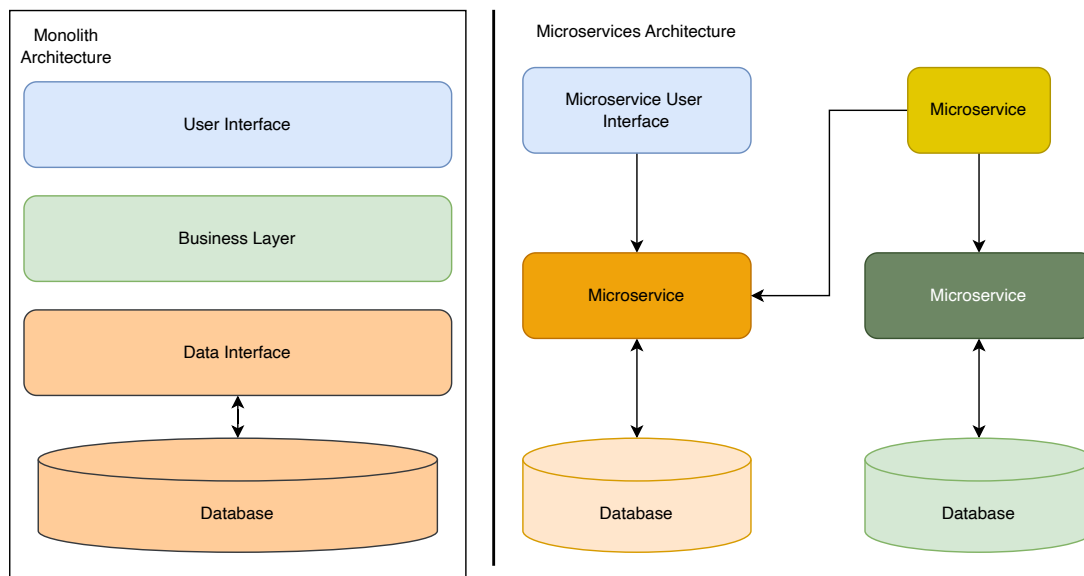 Monolith
Architecture
User Interface
Business Layer
Data Interface
Database
Microservices Architecture
Microservice User
Interface
Microservice
Microservice
Microservice
Database
Database